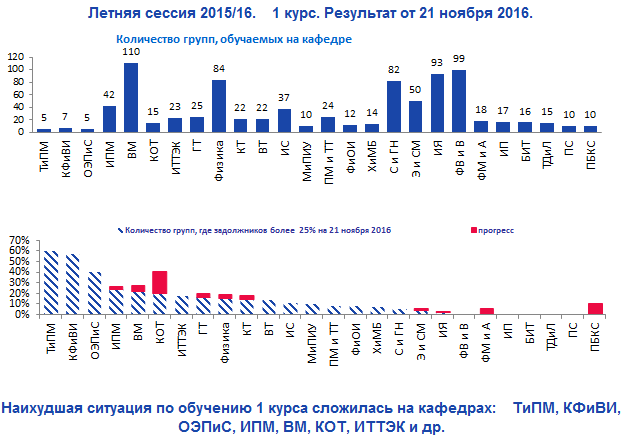 Летняя сессия 2015/16. 1 курс. Результат от 21 ноября 2016.
Количество групп, обучаемых на кафедре
120
100
80
60
40
20
0
5 7 5 42 110 15 23 25 84 22 22 37 10 24 12 14 82 50 93 99 18 17 16 15 10 10
ТиПМ КФиВИ ОЭПиС ИПМ ВМ КОТ ИТТЭК ГТ Физика КТ ВТ ИС МиПИУ ПМ и ТТ ФиОИ ХиМБ С и ГН Э и СМ ИЯ ФВ и В ФМ и А ИП БИТ ТДиЛ ПС ПБКС
Количество групп, где задолжников более 25% на 21 ноября 2016 прогресс
70%
60%
50%
40%
30%
20%
10%
0%
ТиПМ КФиВИ ОЭПиС ИПМ ВМ КОТ ИТТЭК ГТ Физика КТ ВТ ИС МиПИУ ПМ и ТТ ФиОИ ХиМБ С и ГН Э и СМ ИЯ ФВ и В ФМ и А ИП БИТ ТДиЛ ПС ПБКС
Наихудшая ситуация по обучению 1 курса сложилась на кафедрах: ТиПМ, КФиВИ,
ОЭПиС, ИПМ, ВМ, КОТ, ИТТЭК и др.